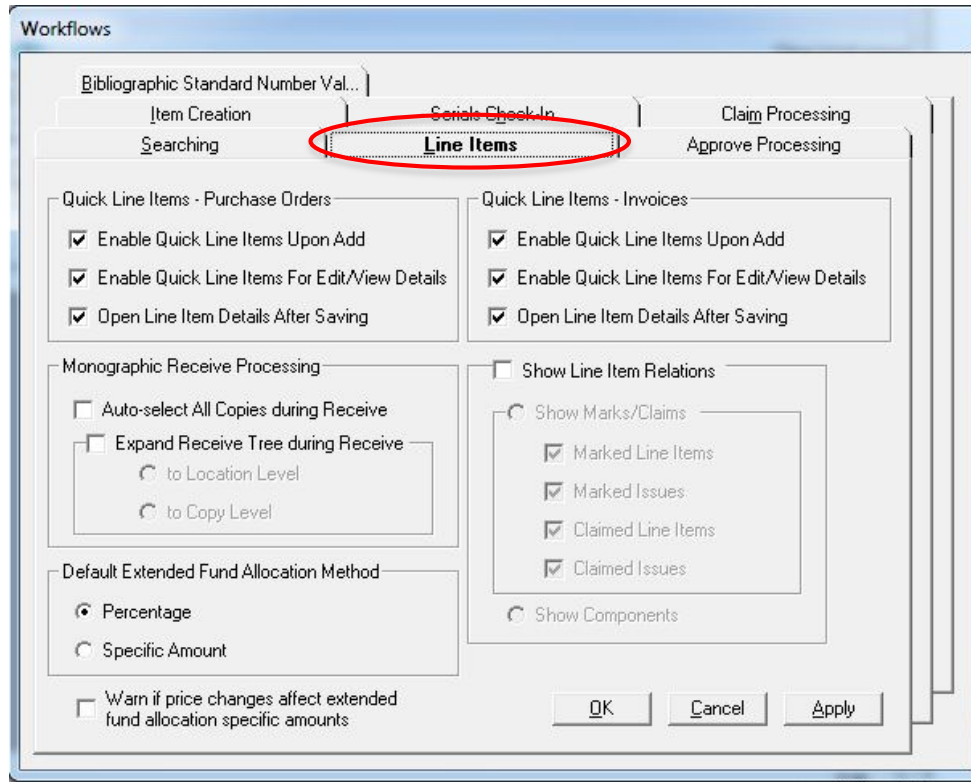 Workflows
Bibliographic Standard Number Val...
Item Creation
Serials Check-In
Claim Processing
Searching
Line Items
Approve Processing
Quick Line Items - Purchase Orders
Enable Quick Line Items Upon Add
Enable Quick Line Items For Edit/View Details
Open Line Item Details After Saving
Quick Line Items - Invoices
Enable Quick Line Items Upon Add
Enable Quick Line Items For Edit/View Details
Open Line Item Details After Saving
Monographic Receive Processing
Auto-select All Copies during Receive
Expand Receive Tree during Receive
to Location Level
to Copy Level
Show Line Item Relations
Show Marks/Claims
Marked Line Items
Marked Issues
Claimed Line Items
Claimed Issues
Show Components
Default Extended Fund Allocation Method
Percentage
Specific Amount
Warn if price changes affect extended
fund allocation specific amounts
OK
Cancel
Apply